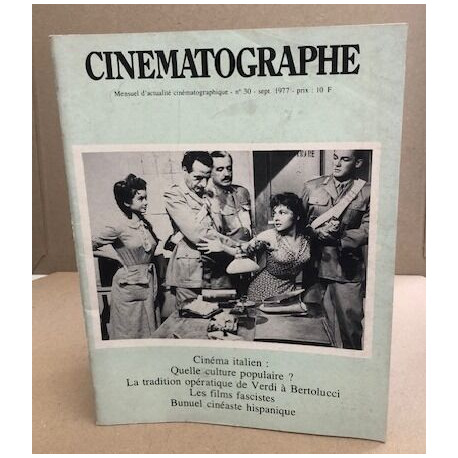 CINEMATOGRAPHE
Mensuel d'actualité cinématographique - n° 30 - sept. 1977 - prix : 10 F
Cinéma italien :
Quelle culture populaire ?
La tradition opératique de Verdi à Bertolucci
Les films fascistes
Bunuel cinéaste hispanique